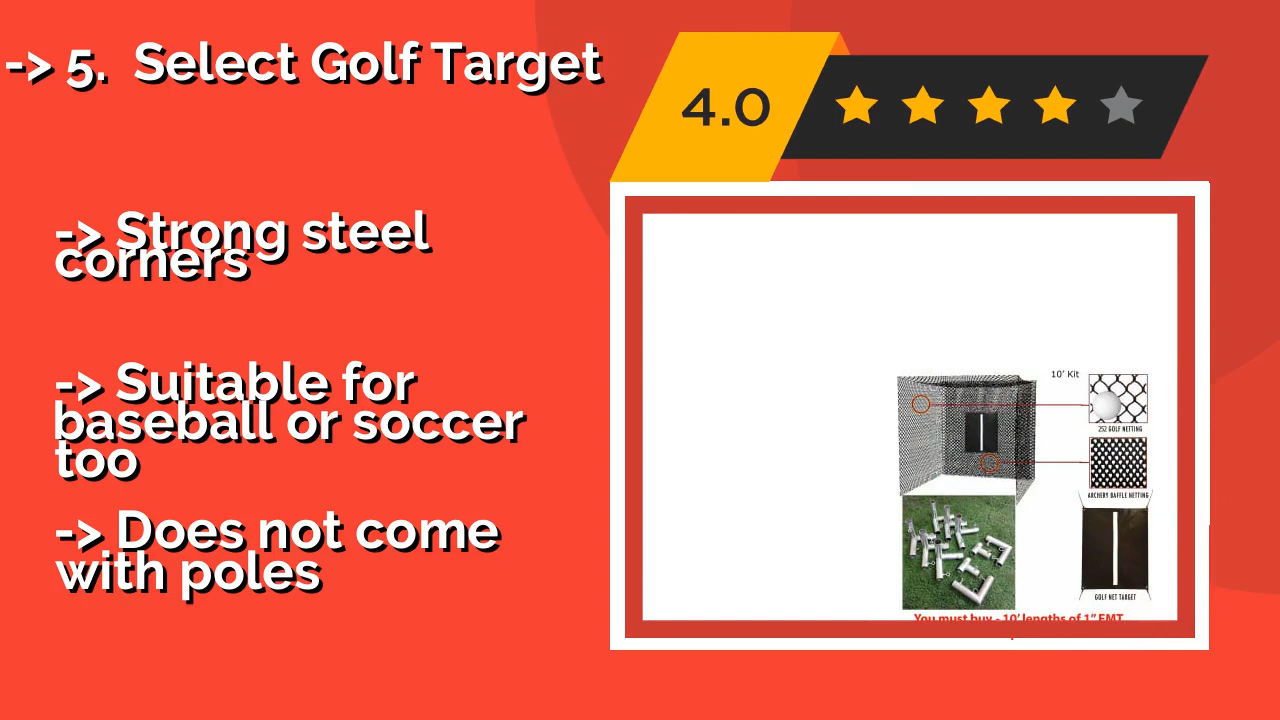 -> 5.  Select Golf Target
4.0
-> Strong steel
corners
-> Suitable for
baseball or soccer
too
-> Does not come
with poles
10' Kit
252 GOLF NETTING
ARCHERY BAFFLE NETTING
GOLF NET TARGET
You must buy - 10' lengths of 1" EMT